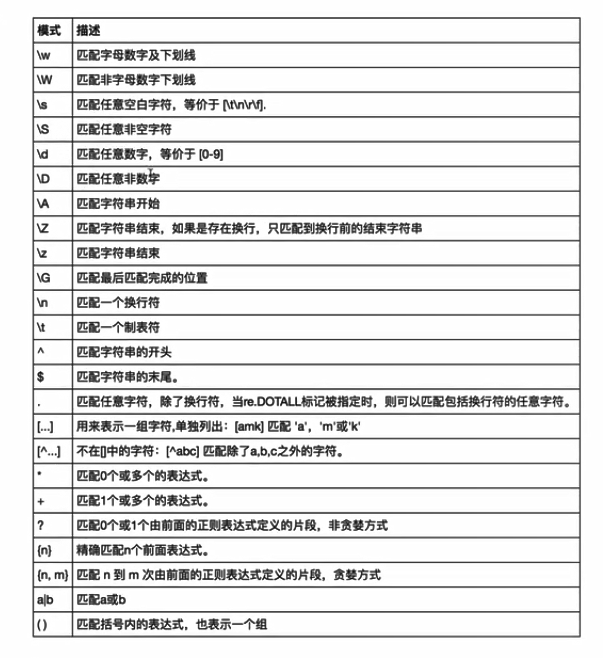 模式 描述
\w 匹配字母数字及下划线
\W 匹配非字母数字下划线
\s 匹配任意空白字符，等价于 [\t\n\r\f].
\S 匹配任意非空字符
\d 匹配任意数字，等价于 [0-9]
\D 匹配任意非数字
\A 匹配字符串开始
\Z 匹配字符串结束，如果是存在换行，只匹配到换行前的结束字符串
\z 匹配字符串结束
\G 匹配最后匹配完成的位置
\n 匹配一个换行符
\t 匹配一个制表符
^ 匹配字符串的开头
$ 匹配字符串的末尾。
. 匹配任意字符，除了换行符，当re.DOTALL标记被指定时，则可以匹配包括换行符的任意字符。
[...] 用来表示一组字符,单独列出：[amk] 匹配 'a'，'m'或'k'
[^...] 不在[]中的字符：[^abc] 匹配除了a,b,c之外的字符。
* 匹配0个或多个的表达式。
+ 匹配1个或多个的表达式。
? 匹配0个或1个由前面的正则表达式定义的片段，非贪婪方式
{n} 精确匹配n个前面表达式。
{n, m} 匹配 n 到 m 次由前面的正则表达式定义的片段，贪婪方式
a|b 匹配a或b
( ) 匹配括号内的表达式，也表示一个组